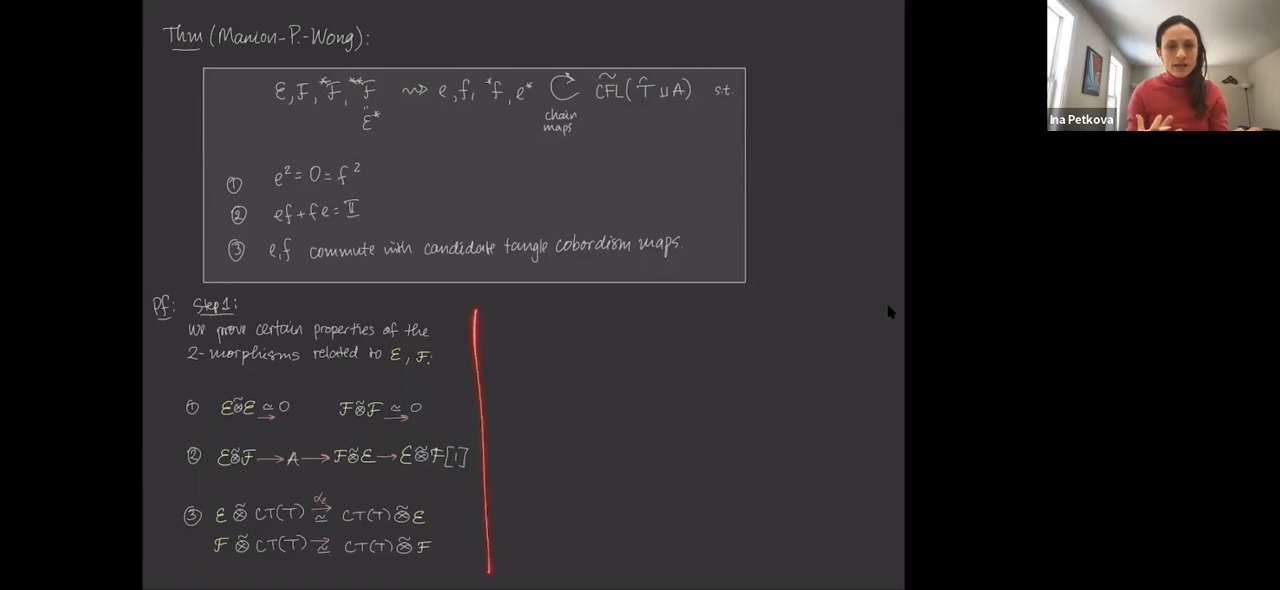 Thm (Manion-P.-Wong):
ℰ, ℱ, *ℱ, **ℱ ⇝ e, f, *f, e* ↻ C͠FL(T̂ ⊔ A) s.t.
ℰ*
chain
maps
① e² = 0 = f²
② ef + fe = 𝕀
③ e, f commute with candidate tangle cobordism maps.
Pf: Step 1:
We prove certain properties of the
2-morphisms related to ℰ, ℱ:
① ℰ ⊗̃ ℰ ≃ 0 ℱ ⊗̃ ℱ ≃ 0
② ℰ ⊗̃ ℱ → A → ℱ ⊗̃ ℰ → ℰ ⊗̃ ℱ[1]
③ ℰ ⊗̃ CT(T) ≃ CT(T) ⊗̃ ℰ
ℱ ⊗̃ CT(T) ≃ CT(T) ⊗̃ ℱ
Ina Petkova